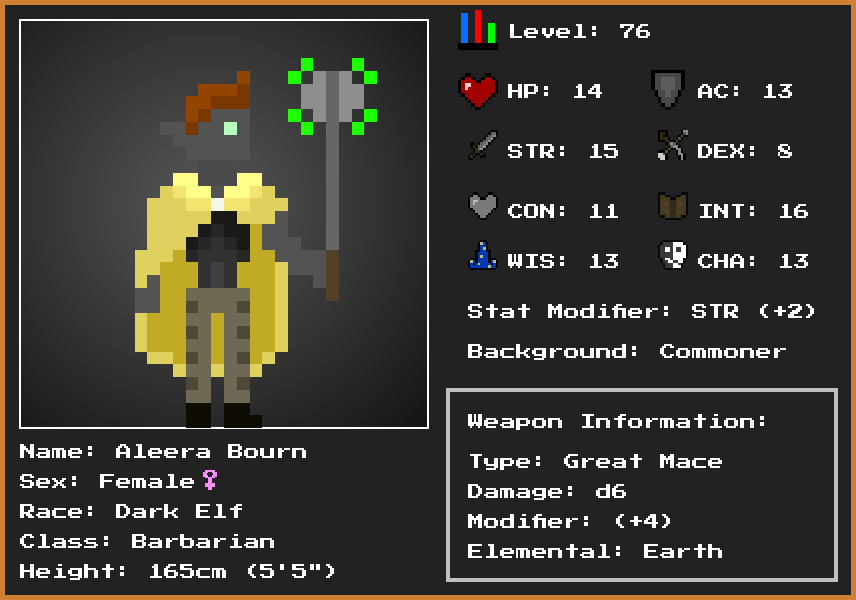 Level: 76
HP: 14
AC: 13
STR: 15
DEX: 8
CON: 11
INT: 16
WIS: 13
CHA: 13
Stat Modifier: STR (+2)
Background: Commoner
Weapon Information:
Type: Great Mace
Damage: d6
Modifier: (+4)
Elemental: Earth
Name: Aleera Bourn
Sex: Female♀
Race: Dark Elf
Class: Barbarian
Height: 165cm (5'5")